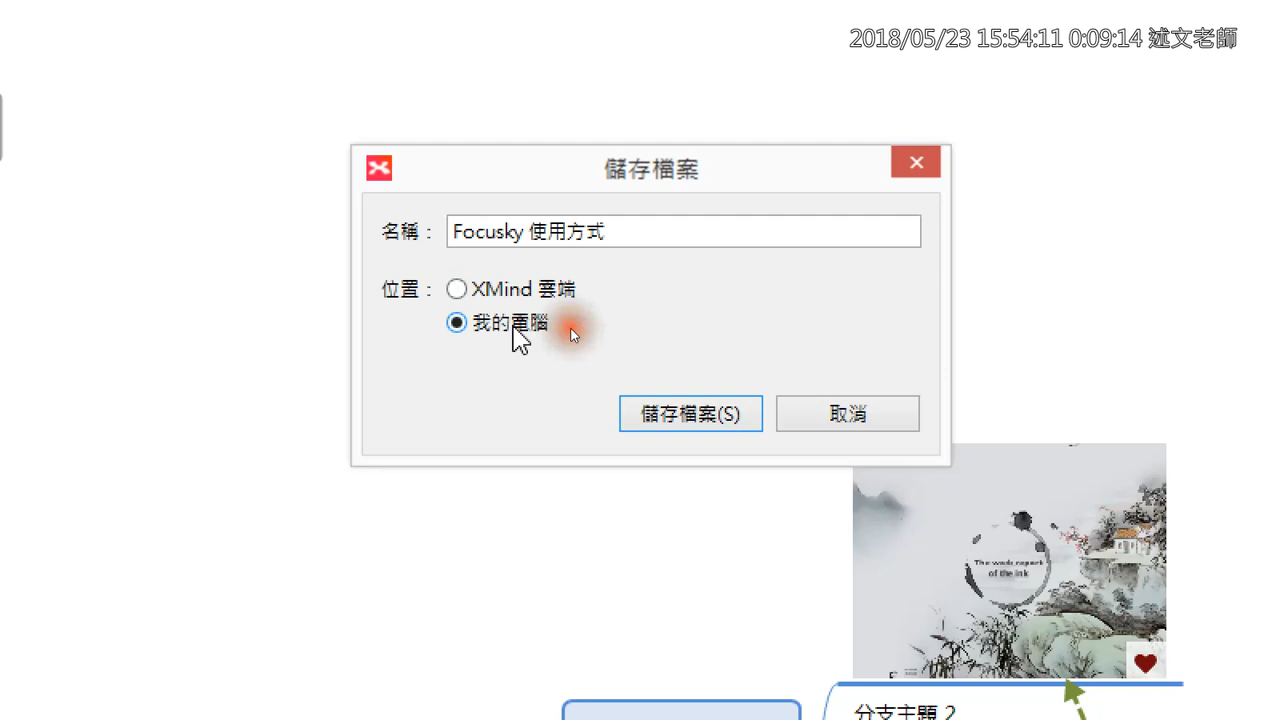 2018/05/23 15:54:11 0:09:14 述文老師
儲存檔案
名稱： Focusky 使用方式
位置： XMind 雲端
我的電腦
儲存檔案(S) 取消
The work report
of the ink
分支主題 2